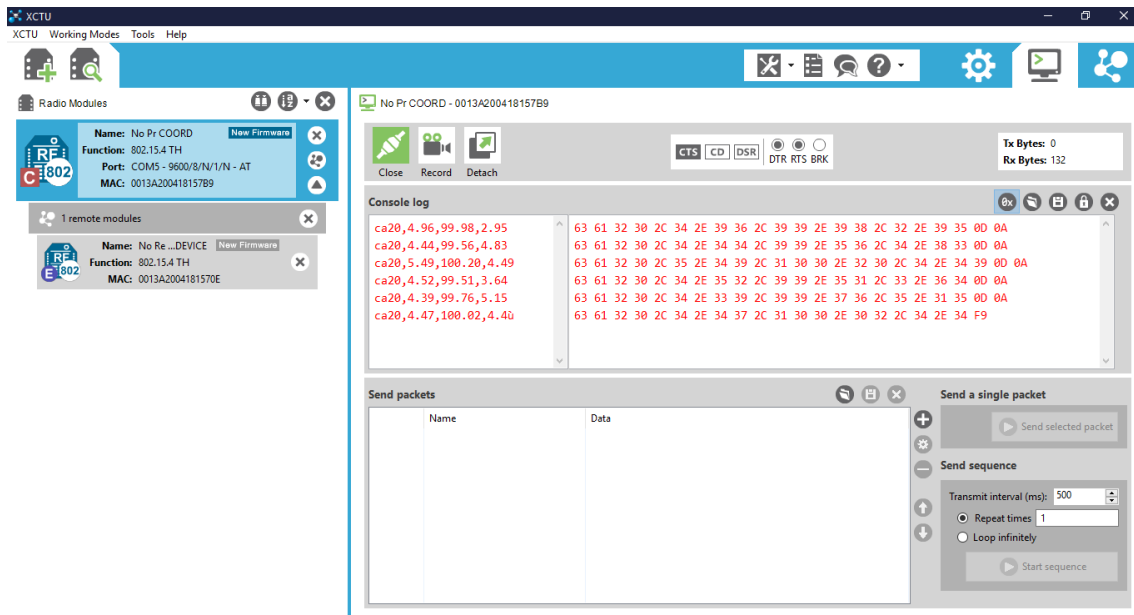 XCTU
XCTU Working Modes Tools Help
Radio Modules
No Pr COORD - 0013A200418157B9
Name: No Pr COORD New Firmware
Function: 802.15.4 TH
Port: COM5 - 9600/8/N/1/N - AT
MAC: 0013A200418157B9
RF
C 802
1 remote modules
Name: No Re ...DEVICE New Firmware
Function: 802.15.4 TH
MAC: 0013A2004181570E
RF
E 802
Close Record Detach
CTS CD DSR DTR RTS BRK
Tx Bytes: 0
Rx Bytes: 132
Console log
0x
ca20,4.96,99.98,2.95 63 61 32 30 2C 34 2E 39 36 2C 39 39 2E 39 38 2C 32 2E 39 35 0D 0A
ca20,4.44,99.56,4.83 63 61 32 30 2C 34 2E 34 34 2C 39 39 2E 35 36 2C 34 2E 38 33 0D 0A
ca20,5.49,100.20,4.49 63 61 32 30 2C 35 2E 34 39 2C 31 30 30 2E 32 30 2C 34 2E 34 39 0D 0A
ca20,4.52,99.51,3.64 63 61 32 30 2C 34 2E 35 32 2C 39 39 2E 35 31 2C 33 2E 36 34 0D 0A
ca20,4.39,99.76,5.15 63 61 32 30 2C 34 2E 33 39 2C 39 39 2E 37 36 2C 35 2E 31 35 0D 0A
ca20,4.47,100.02,4.4ù 63 61 32 30 2C 34 2E 34 37 2C 31 30 30 2E 30 32 2C 34 2E 34 F9
Send packets
Name Data
Send a single packet
Send selected packet
Send sequence
Transmit interval (ms): 500
Repeat times 1
Loop infinitely
Start sequence